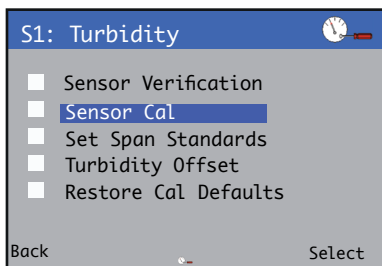 S1: Turbidity
Sensor Verification
Sensor Cal
Set Span Standards
Turbidity Offset
Restore Cal Defaults
Back Select